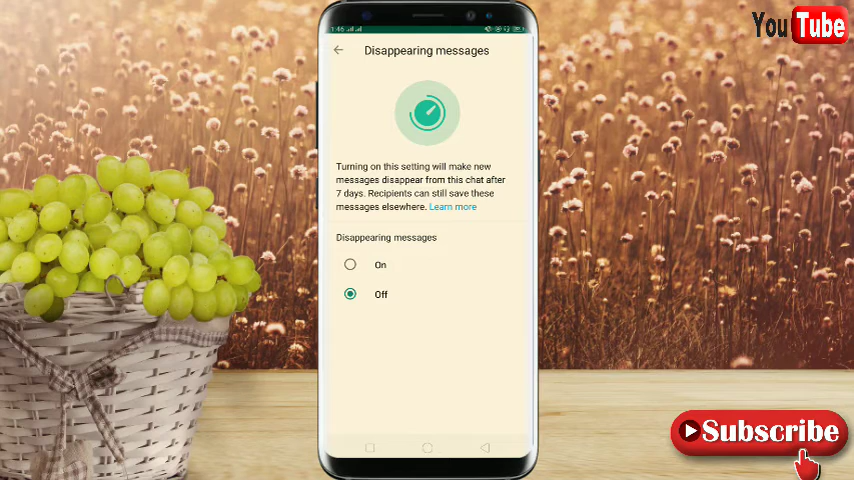 YouTube
1:46
Disappearing messages
Turning on this setting will make new
messages disappear from this chat after
7 days. Recipients can still save these
messages elsewhere. Learn more
Disappearing messages
On
Off
Subscribe